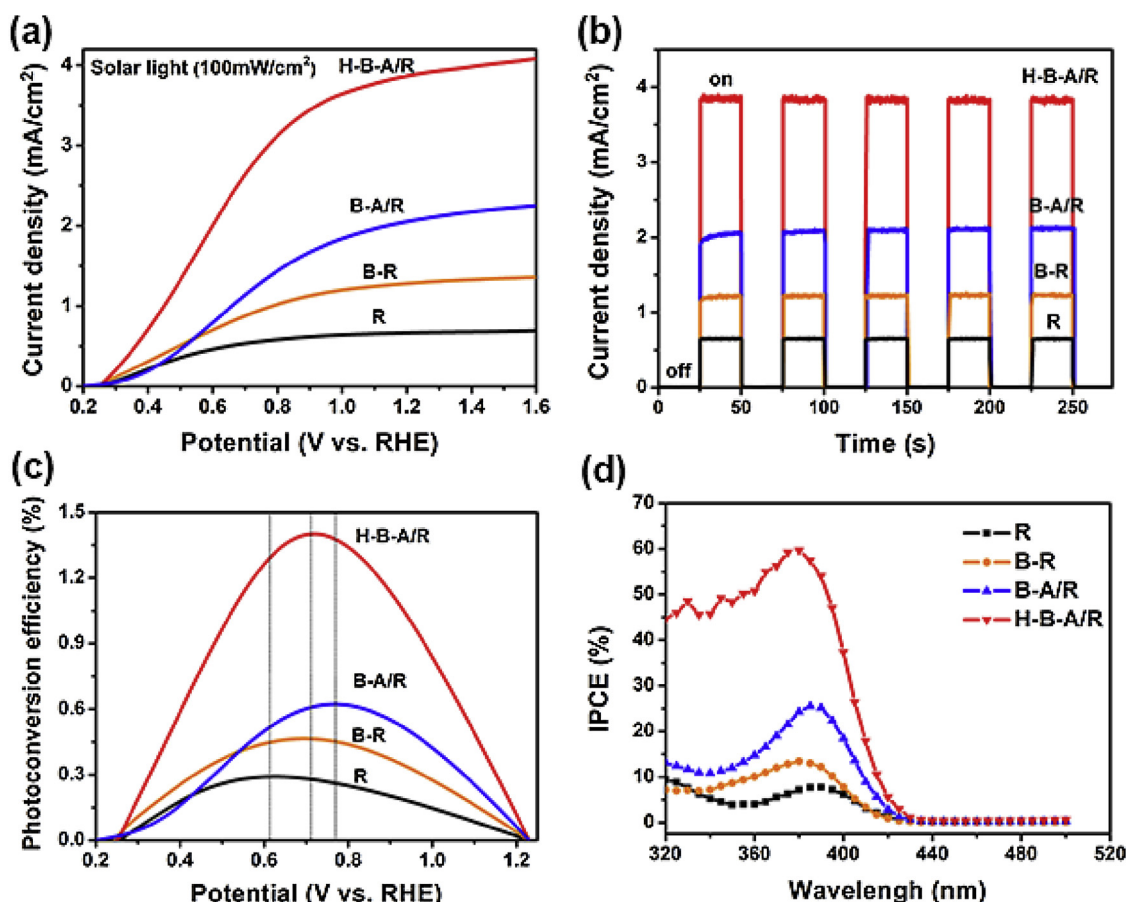 (a)
Solar light (100mW/cm²)
H-B-A/R
B-A/R
B-R
R
Current density (mA/cm²)
4
3
2
1
0
0.2 0.4 0.6 0.8 1.0 1.2 1.4 1.6
Potential (V vs. RHE)
(b)
on
H-B-A/R
B-A/R
B-R
R
off
Current density (mA/cm²)
5
4
3
2
1
0
0 50 100 150 200 250
Time (s)
(c)
H-B-A/R
B-A/R
B-R
R
Photoconversion efficiency (%)
1.5
1.2
0.9
0.6
0.3
0.0
0.2 0.4 0.6 0.8 1.0 1.2
Potential (V vs. RHE)
(d)
R
B-R
B-A/R
H-B-A/R
IPCE (%)
70
60
50
40
30
20
10
0
320 360 400 440 480 520
Wavelengh (nm)